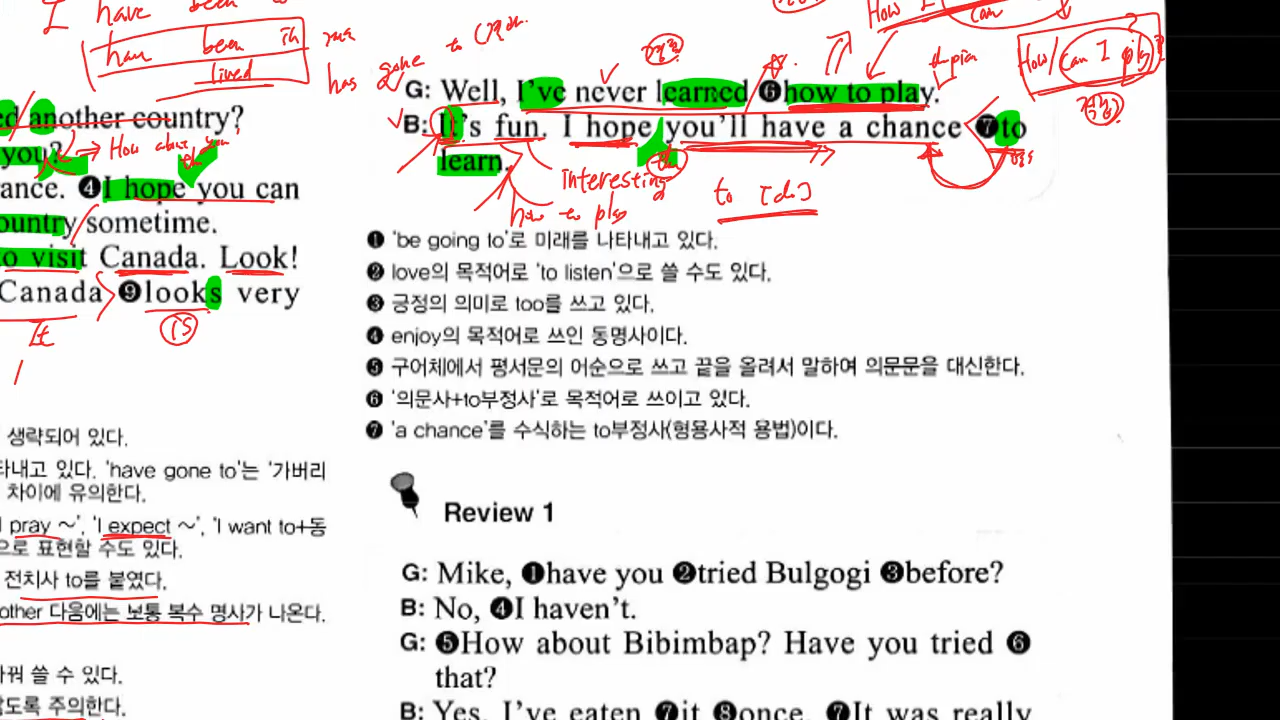 I have been to
have been in
lived
has gone to
How I can
How / can I play?
G: Well, I've never learned ❻how to play.
B: It's fun. I hope you'll have a chance ❼to
learn.
interesting
how to play
to [do]
ed another country?
you?
→ How about
ance. ❹I hope you can
ountry sometime.
o visit Canada. Look!
Canada ❾looks very
It
is
❶ 'be going to'로 미래를 나타내고 있다.
❷ love의 목적어로 'to listen'으로 쓸 수도 있다.
❸ 긍정의 의미로 too를 쓰고 있다.
❹ enjoy의 목적어로 쓰인 동명사이다.
❺ 구어체에서 평서문의 어순으로 쓰고 끝을 올려서 말하여 의문문을 대신한다.
❻ '의문사+to부정사'로 목적어로 쓰이고 있다.
❼ 'a chance'를 수식하는 to부정사(형용사적 용법)이다.
생략되어 있다.
타내고 있다. 'have gone to'는 '가버리
차이에 유의한다.
I pray ~', 'I expect ~', 'I want to+동
으로 표현할 수도 있다.
전치사 to를 붙였다.
other 다음에는 보통 복수 명사가 나온다.
바꿔 쓸 수 있다.
않도록 주의한다.
Review 1
G: Mike, ❶have you ❷tried Bulgogi ❸before?
B: No, ❹I haven't.
G: ❺How about Bibimbap? Have you tried ❻
that?
B: Yes, I've eaten ❼it ❽once. ❼It was really